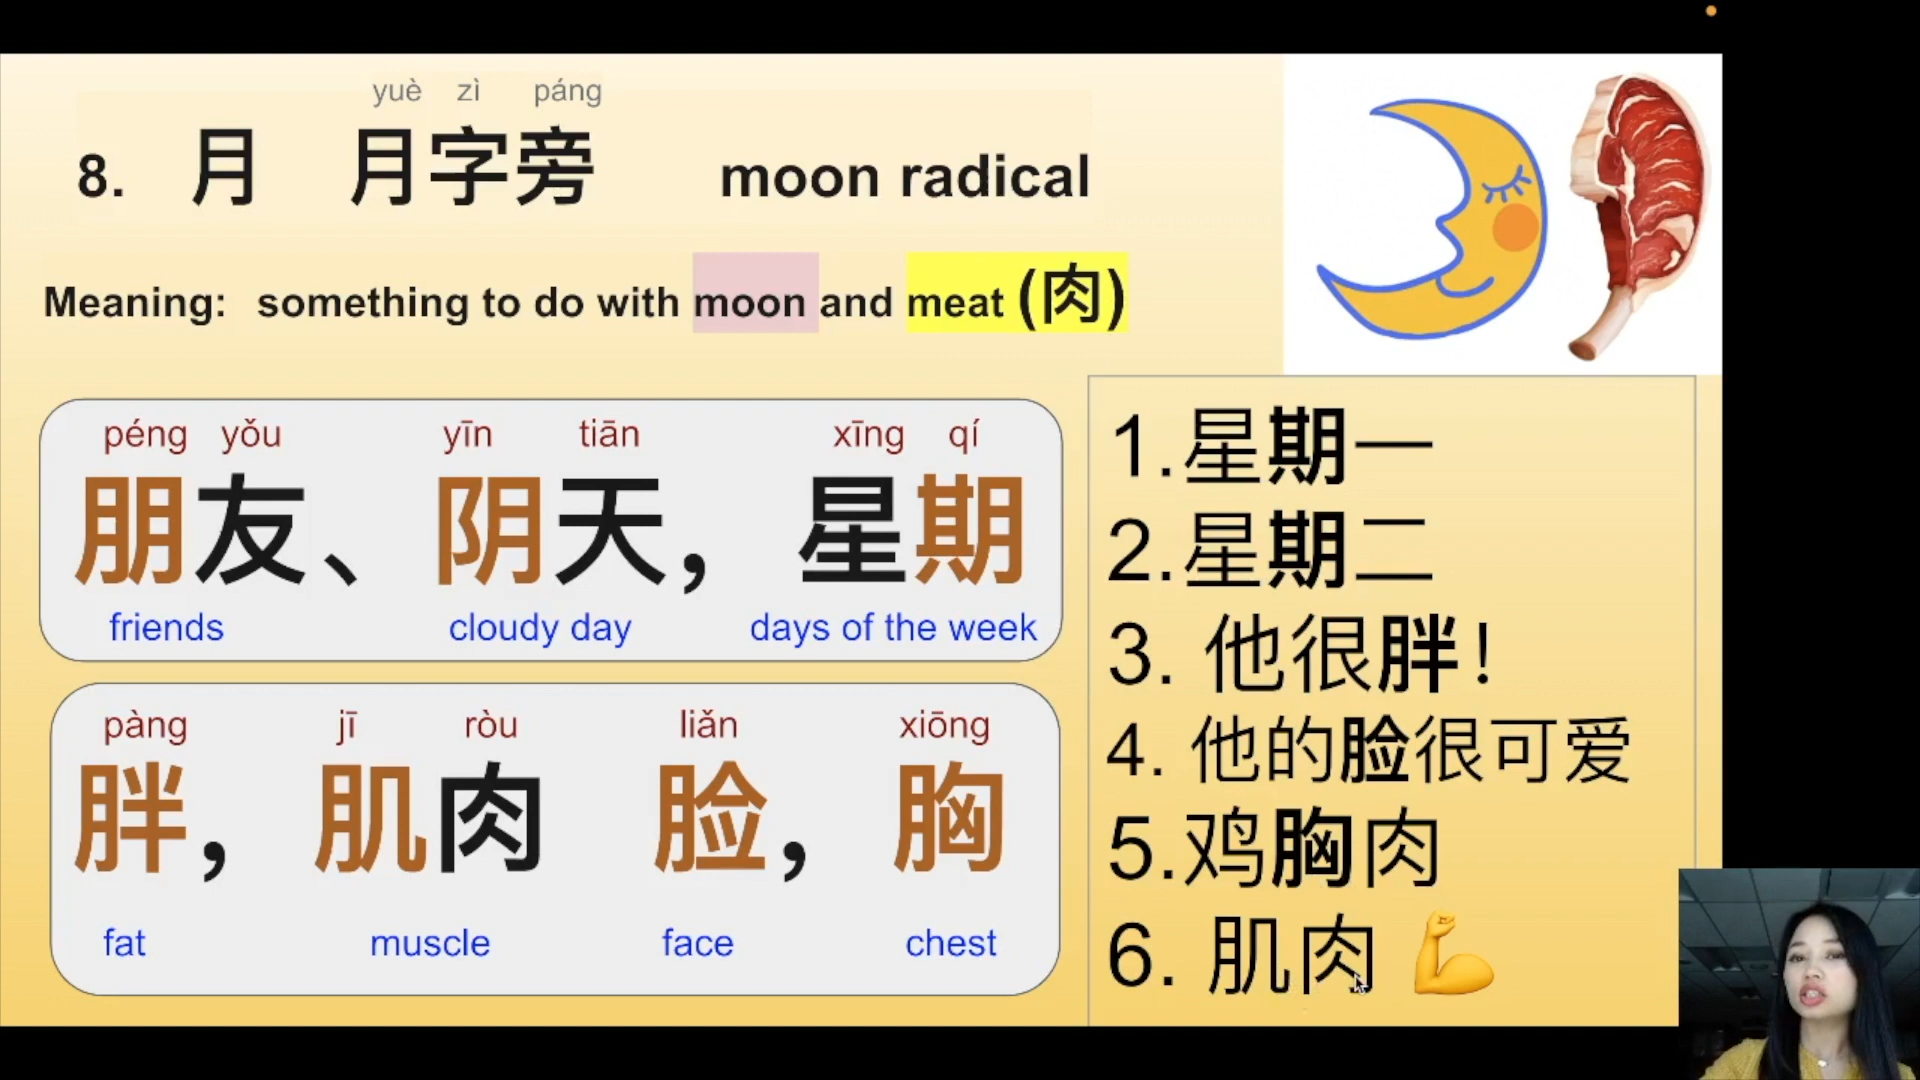 yuè zì páng
8. 月 月字旁 moon radical
Meaning: something to do with moon and meat (肉)
péng yǒu yīn tiān xīng qí
朋友、 阴天, 星期
friends cloudy day days of the week
pàng jī ròu liǎn xiōng
胖, 肌肉 脸, 胸
fat muscle face chest
1.星期一
2.星期二
3. 他很胖!
4. 他的脸很可爱
5.鸡胸肉
6. 肌肉 💪